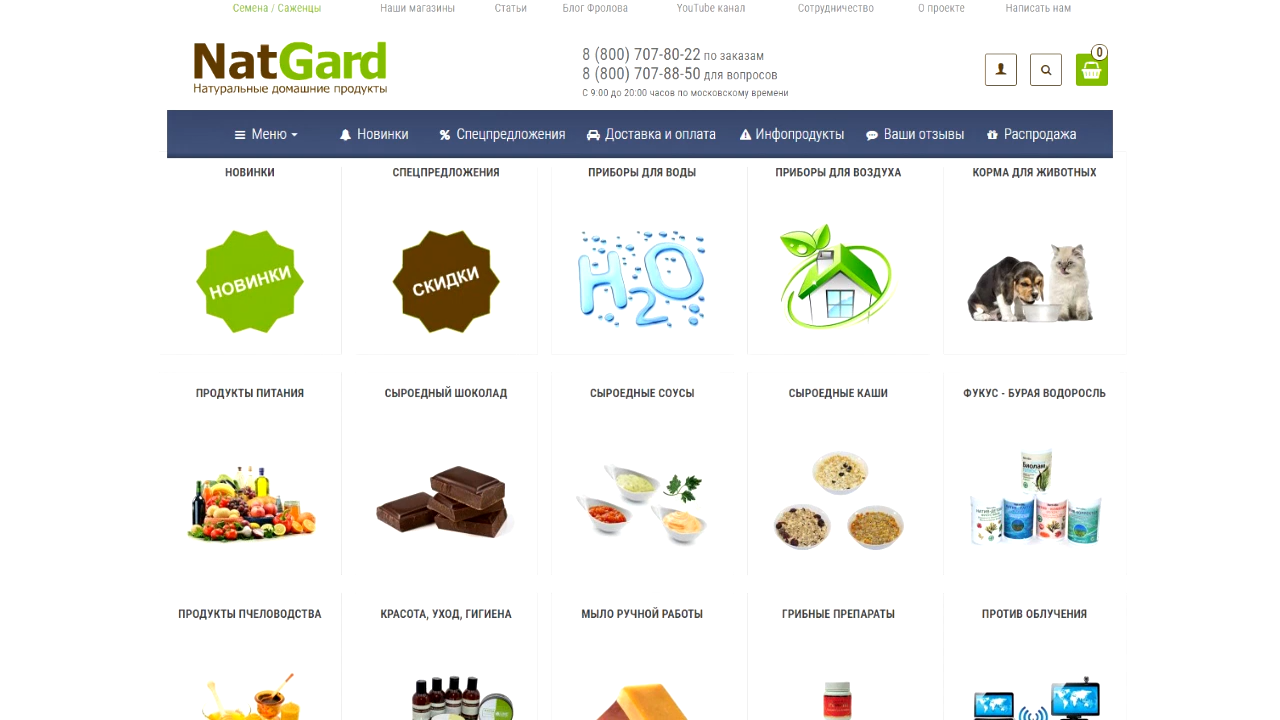 Семена / Саженцы Наши магазины Статьи Блог Фролова YouTube канал Сотрудничество О проекте Написать нам
NatGard
Натуральные домашние продукты
8 (800) 707-80-22 по заказам
8 (800) 707-88-50 для вопросов
С 9:00 до 20:00 часов по московскому времени
0
Меню Новинки Спецпредложения Доставка и оплата Инфопродукты Ваши отзывы Распродажа
НОВИНКИ СПЕЦПРЕДЛОЖЕНИЯ ПРИБОРЫ ДЛЯ ВОДЫ ПРИБОРЫ ДЛЯ ВОЗДУХА КОРМА ДЛЯ ЖИВОТНЫХ
НОВИНКИ СКИДКИ H2O
ПРОДУКТЫ ПИТАНИЯ СЫРОЕДНЫЙ ШОКОЛАД СЫРОЕДНЫЕ СОУСЫ СЫРОЕДНЫЕ КАШИ ФУКУС - БУРАЯ ВОДОРОСЛЬ
ПРОДУКТЫ ПЧЕЛОВОДСТВА КРАСОТА, УХОД, ГИГИЕНА МЫЛО РУЧНОЙ РАБОТЫ ГРИБНЫЕ ПРЕПАРАТЫ ПРОТИВ ОБЛУЧЕНИЯ